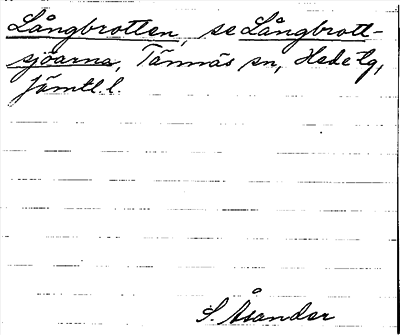 Långbrotten, se Långbrott-
sjöarna, Tännäs sn, Hede tg,
Jämtl. l.
S. Åsander